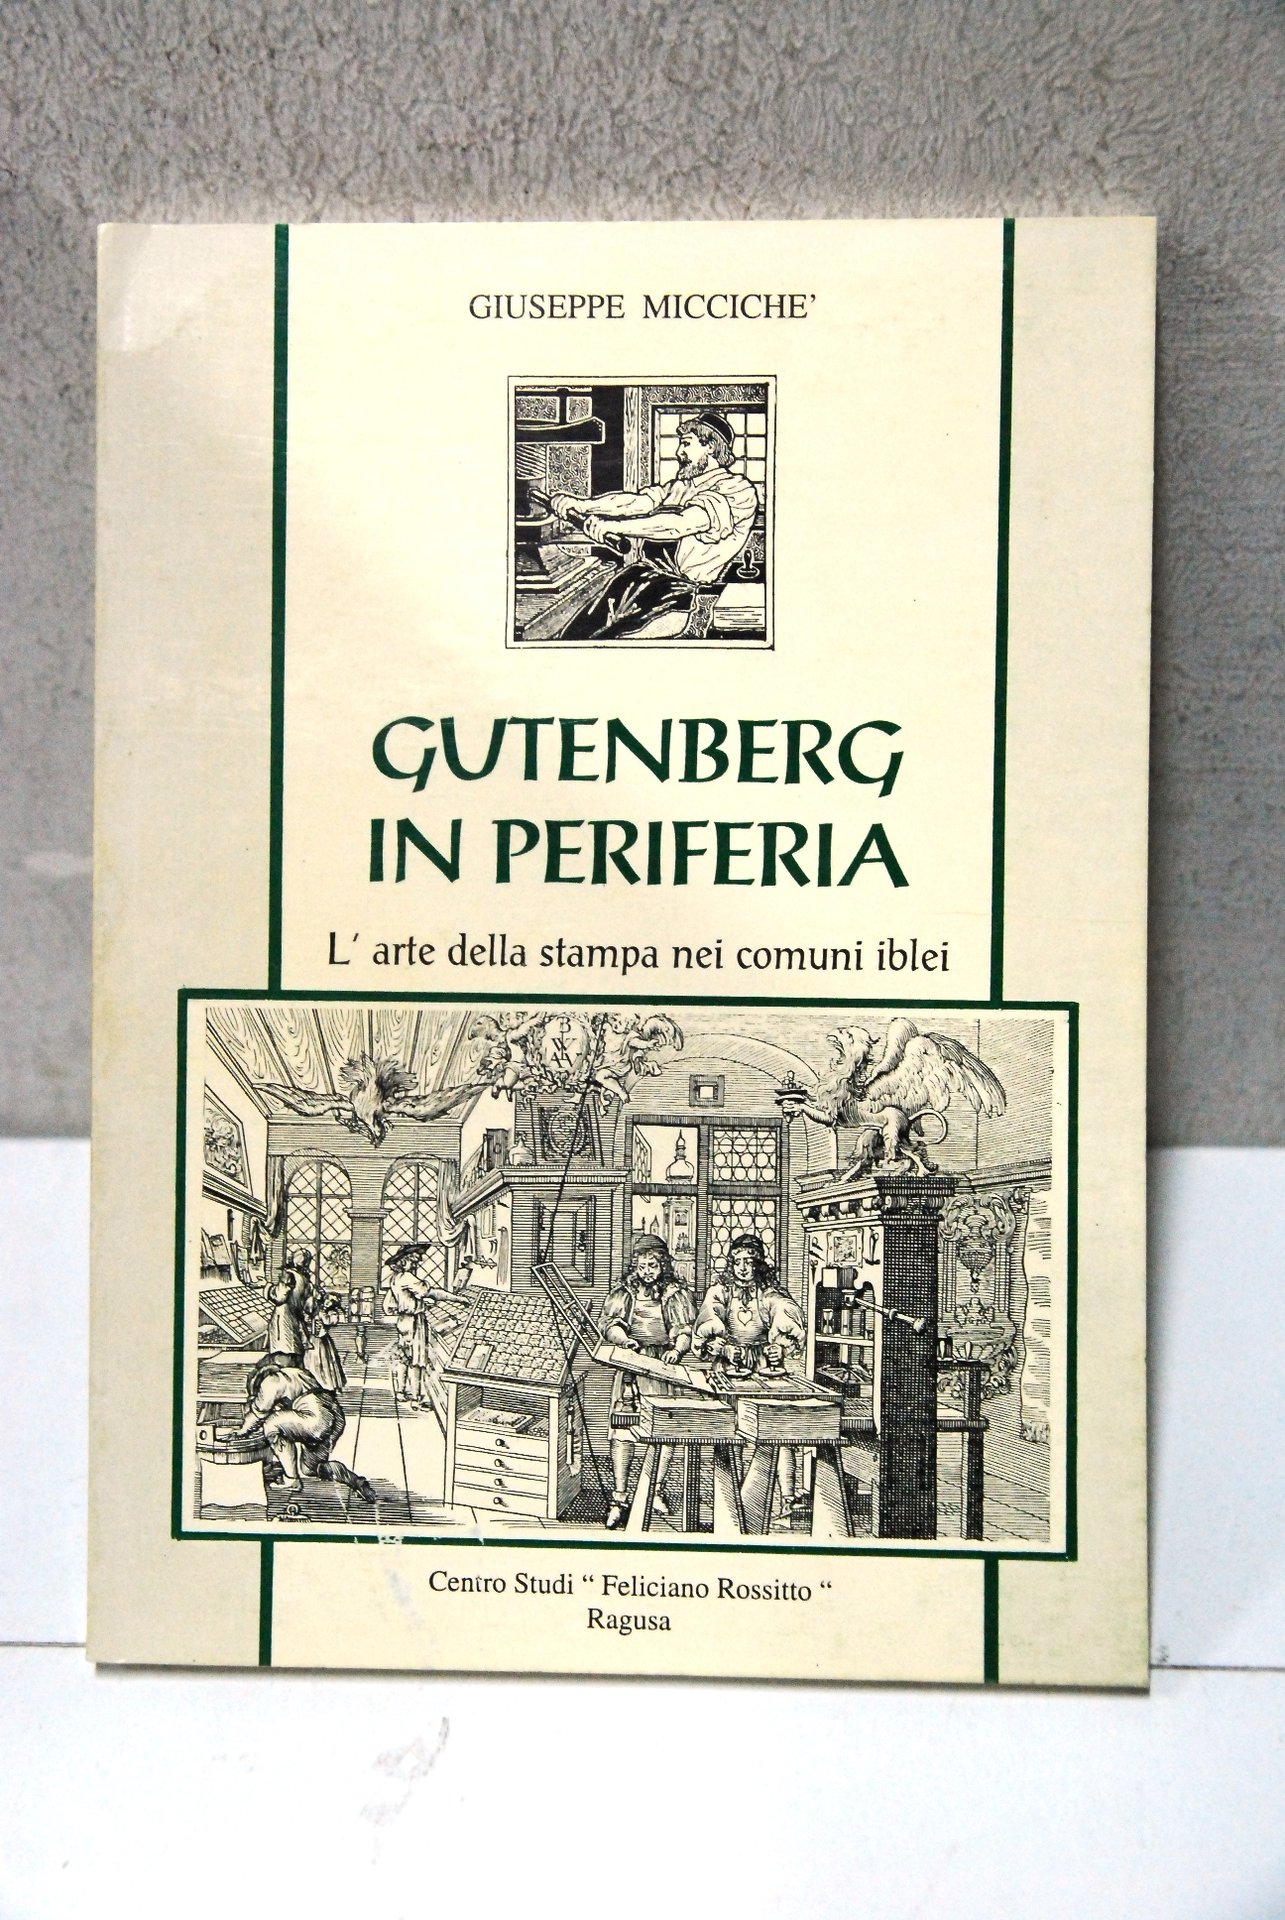 GIUSEPPE MICCICHE'
GUTENBERG
IN PERIFERIA
L' arte della stampa nei comuni iblei
Centro Studi “ Feliciano Rossitto “
Ragusa